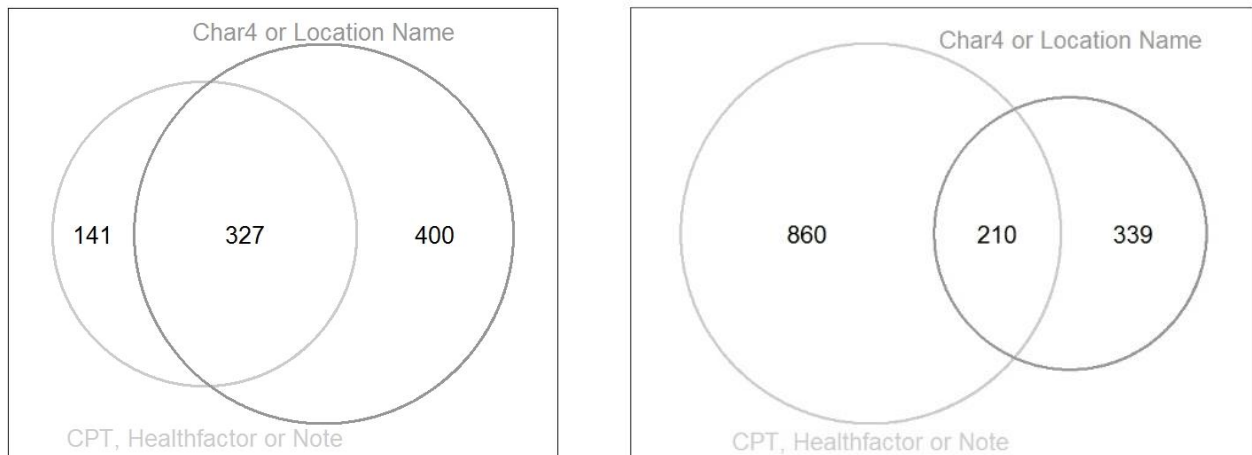 Char4 or Location Name
141
327
400
CPT, Healthfactor or Note
Char4 or Location Name
860
210
339
CPT, Healthfactor or Note